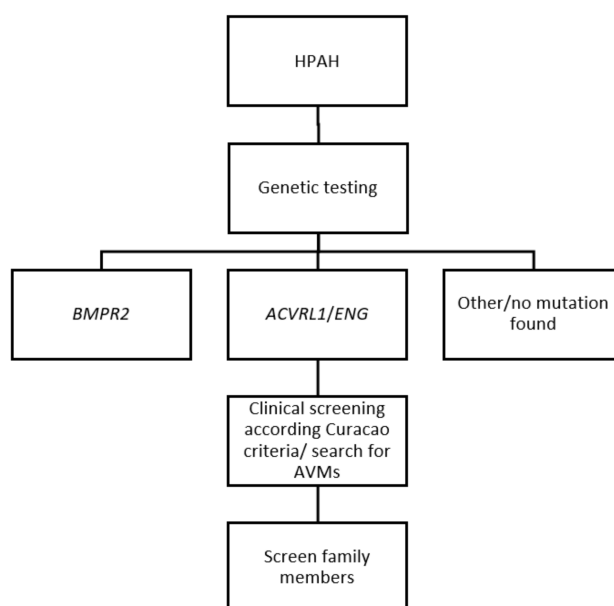 HPAH
Genetic testing
BMPR2
ACVRL1/ENG
Other/no mutation
found
Clinical screening
according Curacao
criteria/ search for
AVMs
Screen family
members